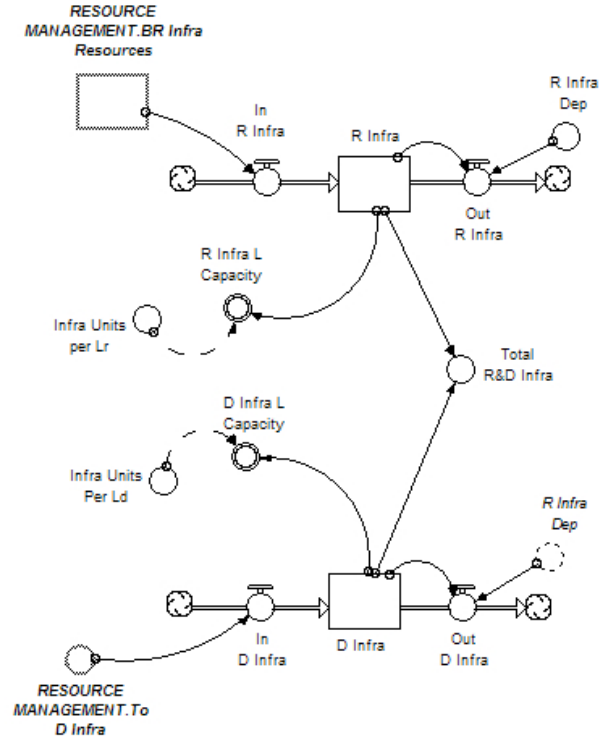 RESOURCE
MANAGEMENT.BR Infra
Resources
In
R Infra
R Infra
R Infra
Dep
Out
R Infra
R Infra L
Capacity
Infra Units
per Lr
Total
R&D Infra
D Infra L
Capacity
Infra Units
Per Ld
R Infra
Dep
In
D Infra
D Infra
Out
D Infra
RESOURCE
MANAGEMENT.To
D Infra